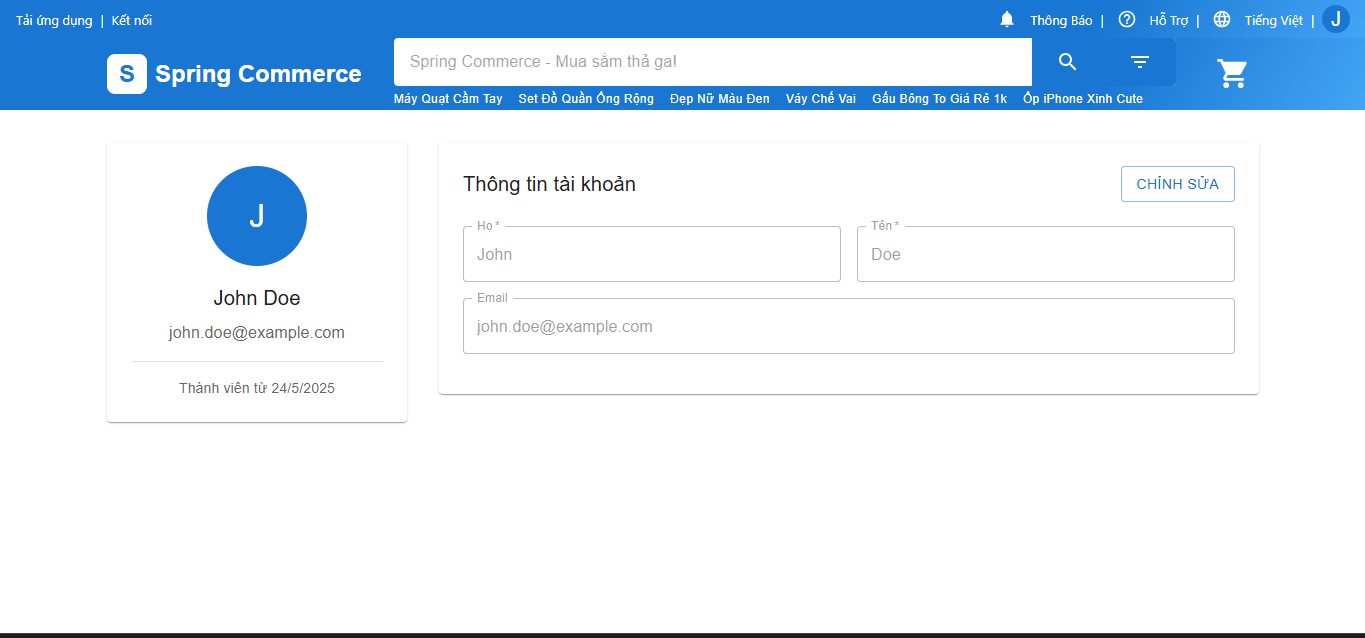 Tải ứng dụng | Kết nối
Thông Báo | Hỗ Trợ | Tiếng Việt | J
S Spring Commerce
Spring Commerce - Mua sắm thả ga!
Máy Quạt Cầm Tay Set Đồ Quần Ống Rộng Đẹp Nữ Màu Đen Váy Chế Vai Gấu Bông To Giá Rẻ 1k Ốp iPhone Xinh Cute
J
John Doe
john.doe@example.com
Thành viên từ 24/5/2025
Thông tin tài khoản
CHỈNH SỬA
Họ *
John
Tên *
Doe
Email
john.doe@example.com